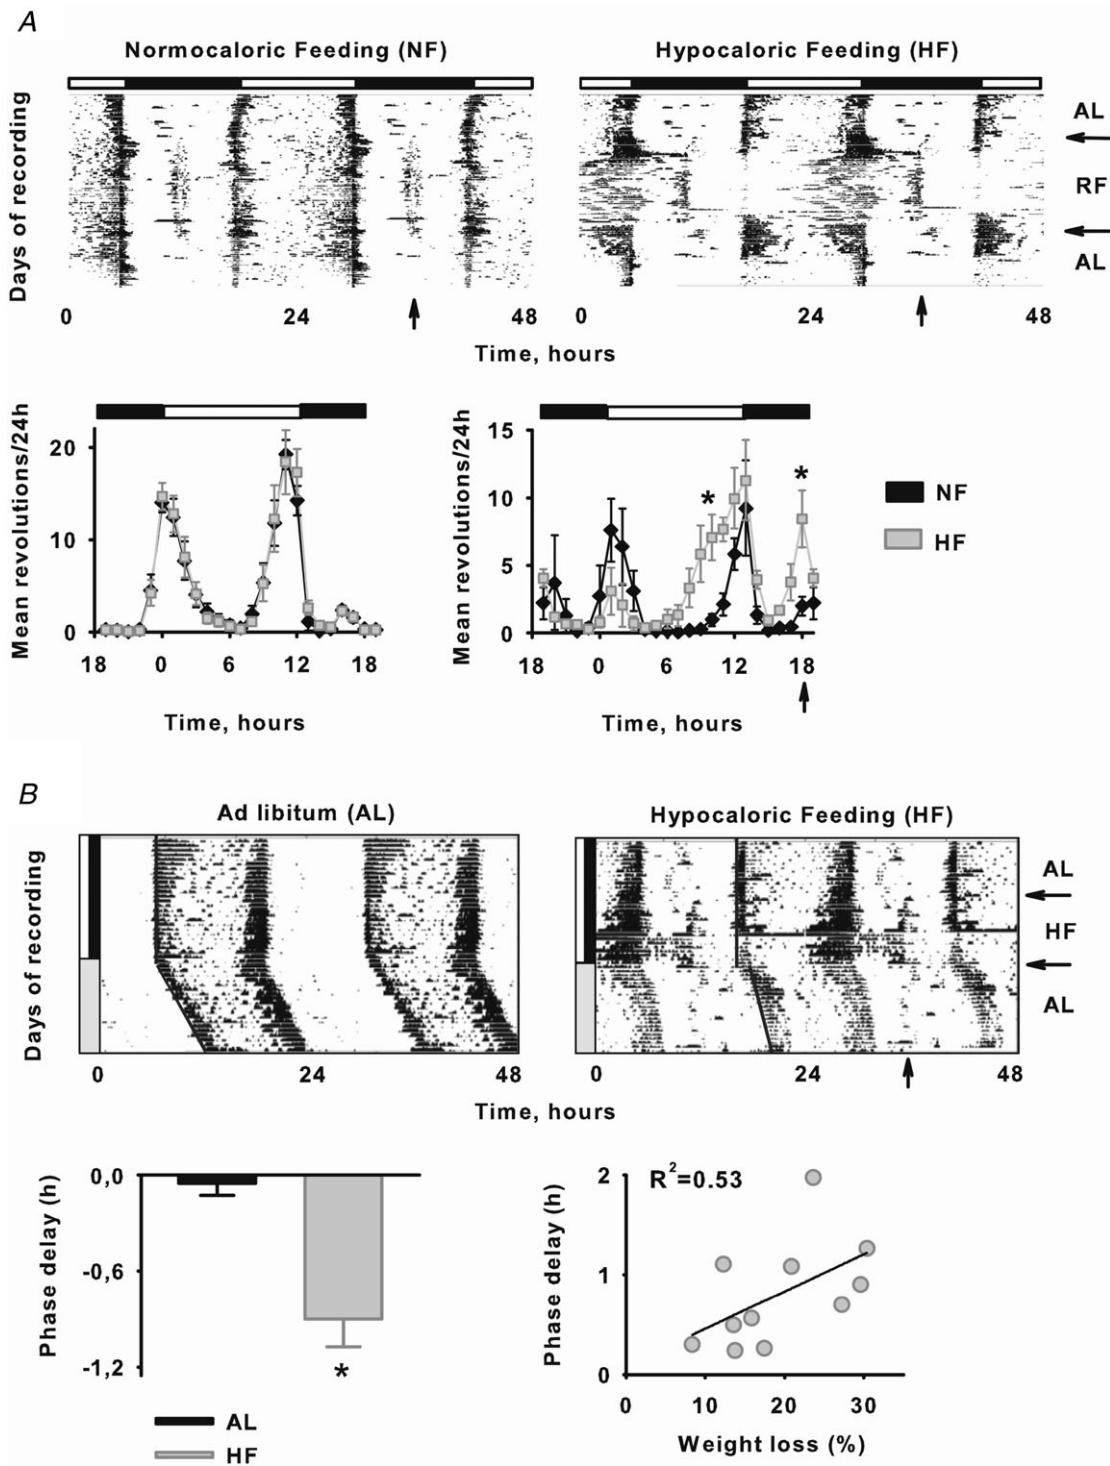 A
Normocaloric Feeding (NF)
Hypocaloric Feeding (HF)
Days of recording
AL
RF
AL
0 24 48 0 24 48
Time, hours
Mean revolutions/24h
20
10
0
18 0 6 12 18
Time, hours
Mean revolutions/24h
15
10
5
0
* *
18 0 6 12 18
Time, hours
NF
HF
B
Ad libitum (AL)
Hypocaloric Feeding (HF)
Days of recording
AL
HF
AL
0 24 48 0 24 48
Time, hours
Phase delay (h)
0,0
-0,6
-1,2
*
AL
HF
Phase delay (h)
2
1
0
R²=0.53
0 10 20 30
Weight loss (%)